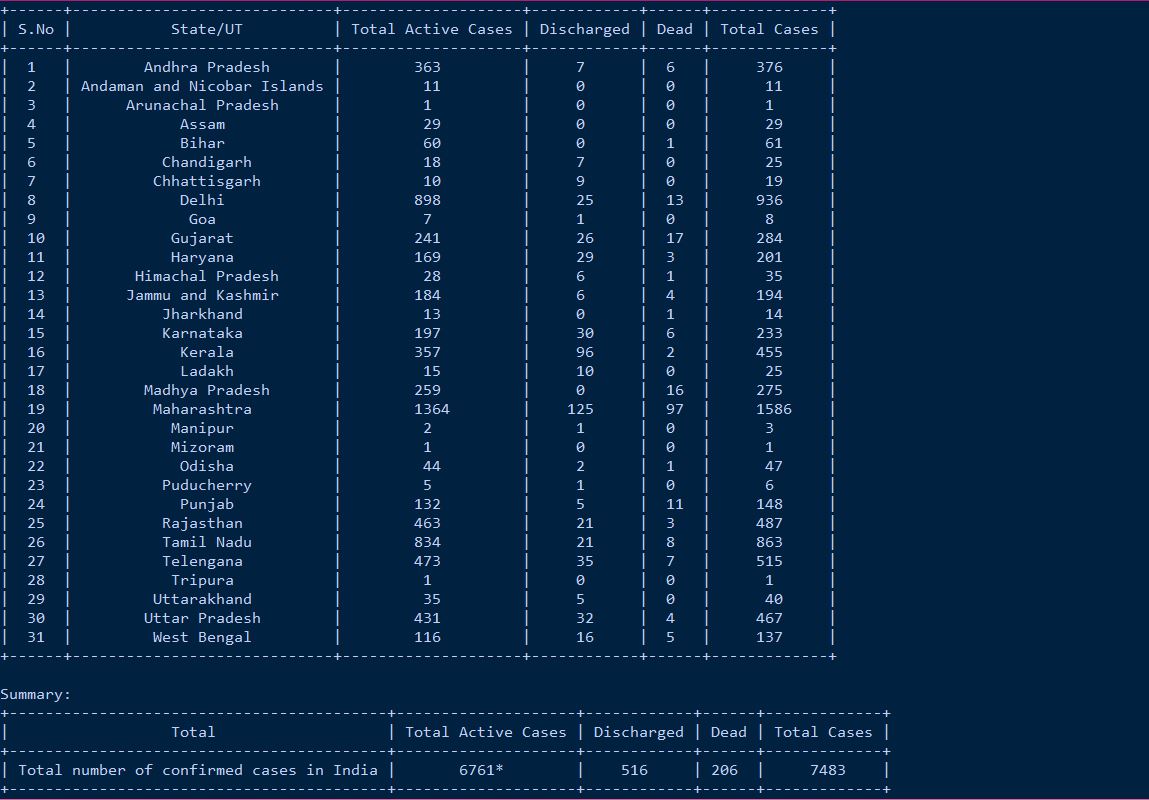 +------+-----------------------------+--------------------+------------+------+-------------+
| S.No |           State/UT          | Total Active Cases | Discharged | Dead | Total Cases |
+------+-----------------------------+--------------------+------------+------+-------------+
|  1   |        Andhra Pradesh       |        363         |     7      |  6   |     376     |
|  2   | Andaman and Nicobar Islands |         11         |     0      |  0   |      11     |
|  3   |      Arunachal Pradesh      |         1          |     0      |  0   |      1      |
|  4   |            Assam            |         29         |     0      |  0   |      29     |
|  5   |            Bihar            |         60         |     0      |  1   |      61     |
|  6   |          Chandigarh         |         18         |     7      |  0   |      25     |
|  7   |         Chhattisgarh        |         10         |     9      |  0   |      19     |
|  8   |            Delhi            |        898         |     25     |  13  |     936     |
|  9   |             Goa             |         7          |     1      |  0   |      8      |
|  10  |           Gujarat           |        241         |     26     |  17  |     284     |
|  11  |           Haryana           |        169         |     29     |  3   |     201     |
|  12  |       Himachal Pradesh      |         28         |     6      |  1   |      35     |
|  13  |      Jammu and Kashmir      |        184         |     6      |  4   |     194     |
|  14  |          Jharkhand          |         13         |     0      |  1   |      14     |
|  15  |          Karnataka          |        197         |     30     |  6   |     233     |
|  16  |            Kerala           |        357         |     96     |  2   |     455     |
|  17  |            Ladakh           |         15         |     10     |  0   |      25     |
|  18  |        Madhya Pradesh       |        259         |     0      |  16  |     275     |
|  19  |         Maharashtra         |        1364        |    125     |  97  |     1586    |
|  20  |           Manipur           |         2          |     1      |  0   |      3      |
|  21  |           Mizoram           |         1          |     0      |  0   |      1      |
|  22  |            Odisha           |         44         |     2      |  1   |      47     |
|  23  |          Puducherry         |         5          |     1      |  0   |      6      |
|  24  |            Punjab           |        132         |     5      |  11  |     148     |
|  25  |          Rajasthan          |        463         |     21     |  3   |     487     |
|  26  |          Tamil Nadu         |        834         |     21     |  8   |     863     |
|  27  |          Telengana          |        473         |     35     |  7   |     515     |
|  28  |           Tripura           |         1          |     0      |  0   |      1      |
|  29  |         Uttarakhand         |         35         |     5      |  0   |      40     |
|  30  |        Uttar Pradesh        |        431         |     32     |  4   |     467     |
|  31  |         West Bengal         |        116         |     16     |  5   |     137     |
+------+-----------------------------+--------------------+------------+------+-------------+
Summary:
+------------------------------------------+--------------------+------------+------+-------------+
|                  Total                   | Total Active Cases | Discharged | Dead | Total Cases |
+------------------------------------------+--------------------+------------+------+-------------+
| Total number of confirmed cases in India |       6761*        |    516     | 206  |     7483    |
+------------------------------------------+--------------------+------------+------+-------------+